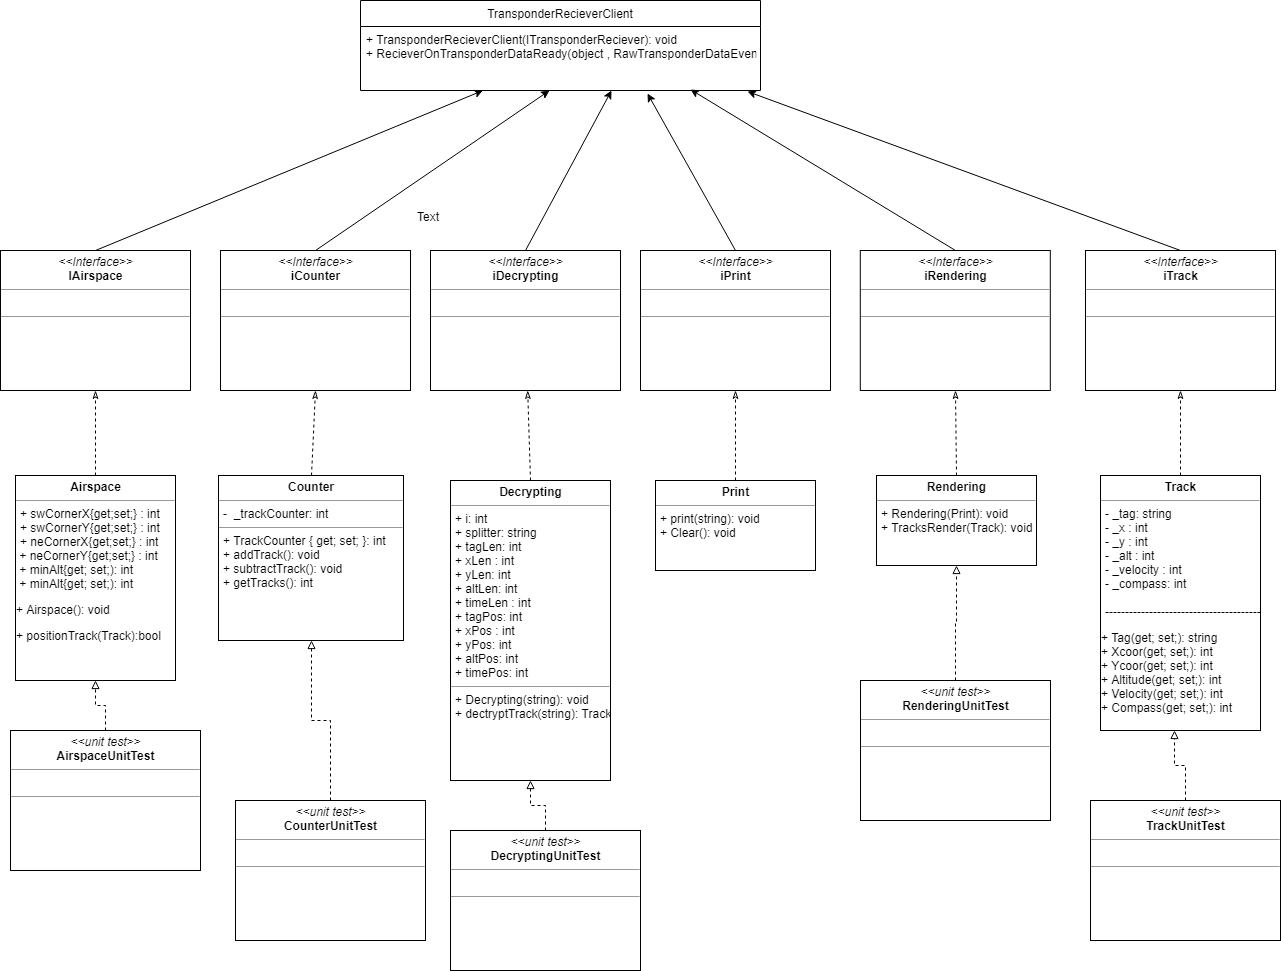 TransponderRecieverClient
+ TransponderRecieverClient(ITransponderReciever): void
+ RecieverOnTransponderDataReady(object , RawTransponderDataEven
Text
<<Interface>>
IAirspace
<<Interface>>
iCounter
<<Interface>>
iDecrypting
<<Interface>>
iPrint
<<Interface>>
iRendering
<<Interface>>
iTrack
Airspace
+ swCornerX{get;set;} : int
+ swCornerY{get;set;} : int
+ neCornerX{get;set;} : int
+ neCornerY{get;set;} : int
+ minAlt{get; set;): int
+ minAlt{get; set;): int
+ Airspace(): void
+ positionTrack(Track):bool
Counter
- _trackCounter: int
+ TrackCounter { get; set; }: int
+ addTrack(): void
+ subtractTrack(): void
+ getTracks(): int
Decrypting
+ i: int
+ splitter: string
+ tagLen: int
+ xLen : int
+ yLen: int
+ altLen: int
+ timeLen : int
+ tagPos: int
+ xPos : int
+ yPos: int
+ altPos: int
+ timePos: int
+ Decrypting(string): void
+ dectryptTrack(string): Track
Print
+ print(string): void
+ Clear(): void
Rendering
+ Rendering(Print): void
+ TracksRender(Track): void
Track
- _tag: string
- _x : int
- _y : int
- _alt : int
- _velocity : int
- _compass: int
---------------------------------------
+ Tag(get; set;): string
+ Xcoor(get; set;): int
+ Ycoor(get; set;): int
+ Altitude(get; set;): int
+ Velocity(get; set;): int
+ Compass(get; set;): int
<<unit test>>
AirspaceUnitTest
<<unit test>>
CounterUnitTest
<<unit test>>
DecryptingUnitTest
<<unit test>>
RenderingUnitTest
<<unit test>>
TrackUnitTest